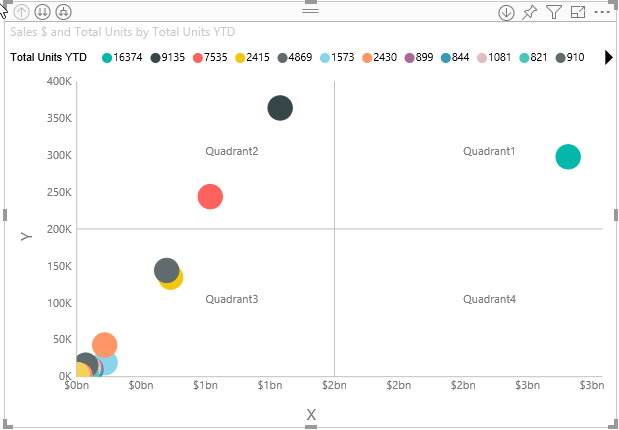 Sales $ and Total Units by Total Units YTD
Total Units YTD 16374 9135 7535 2415 4869 1573 2430 899 844 1081 821 910
400K
350K
300K
Quadrant2 Quadrant1
250K
200K
Y
150K
100K
Quadrant3 Quadrant4
50K
0K
$0bn $0bn $1bn $1bn $2bn $2bn $2bn $3bn $3bn
X